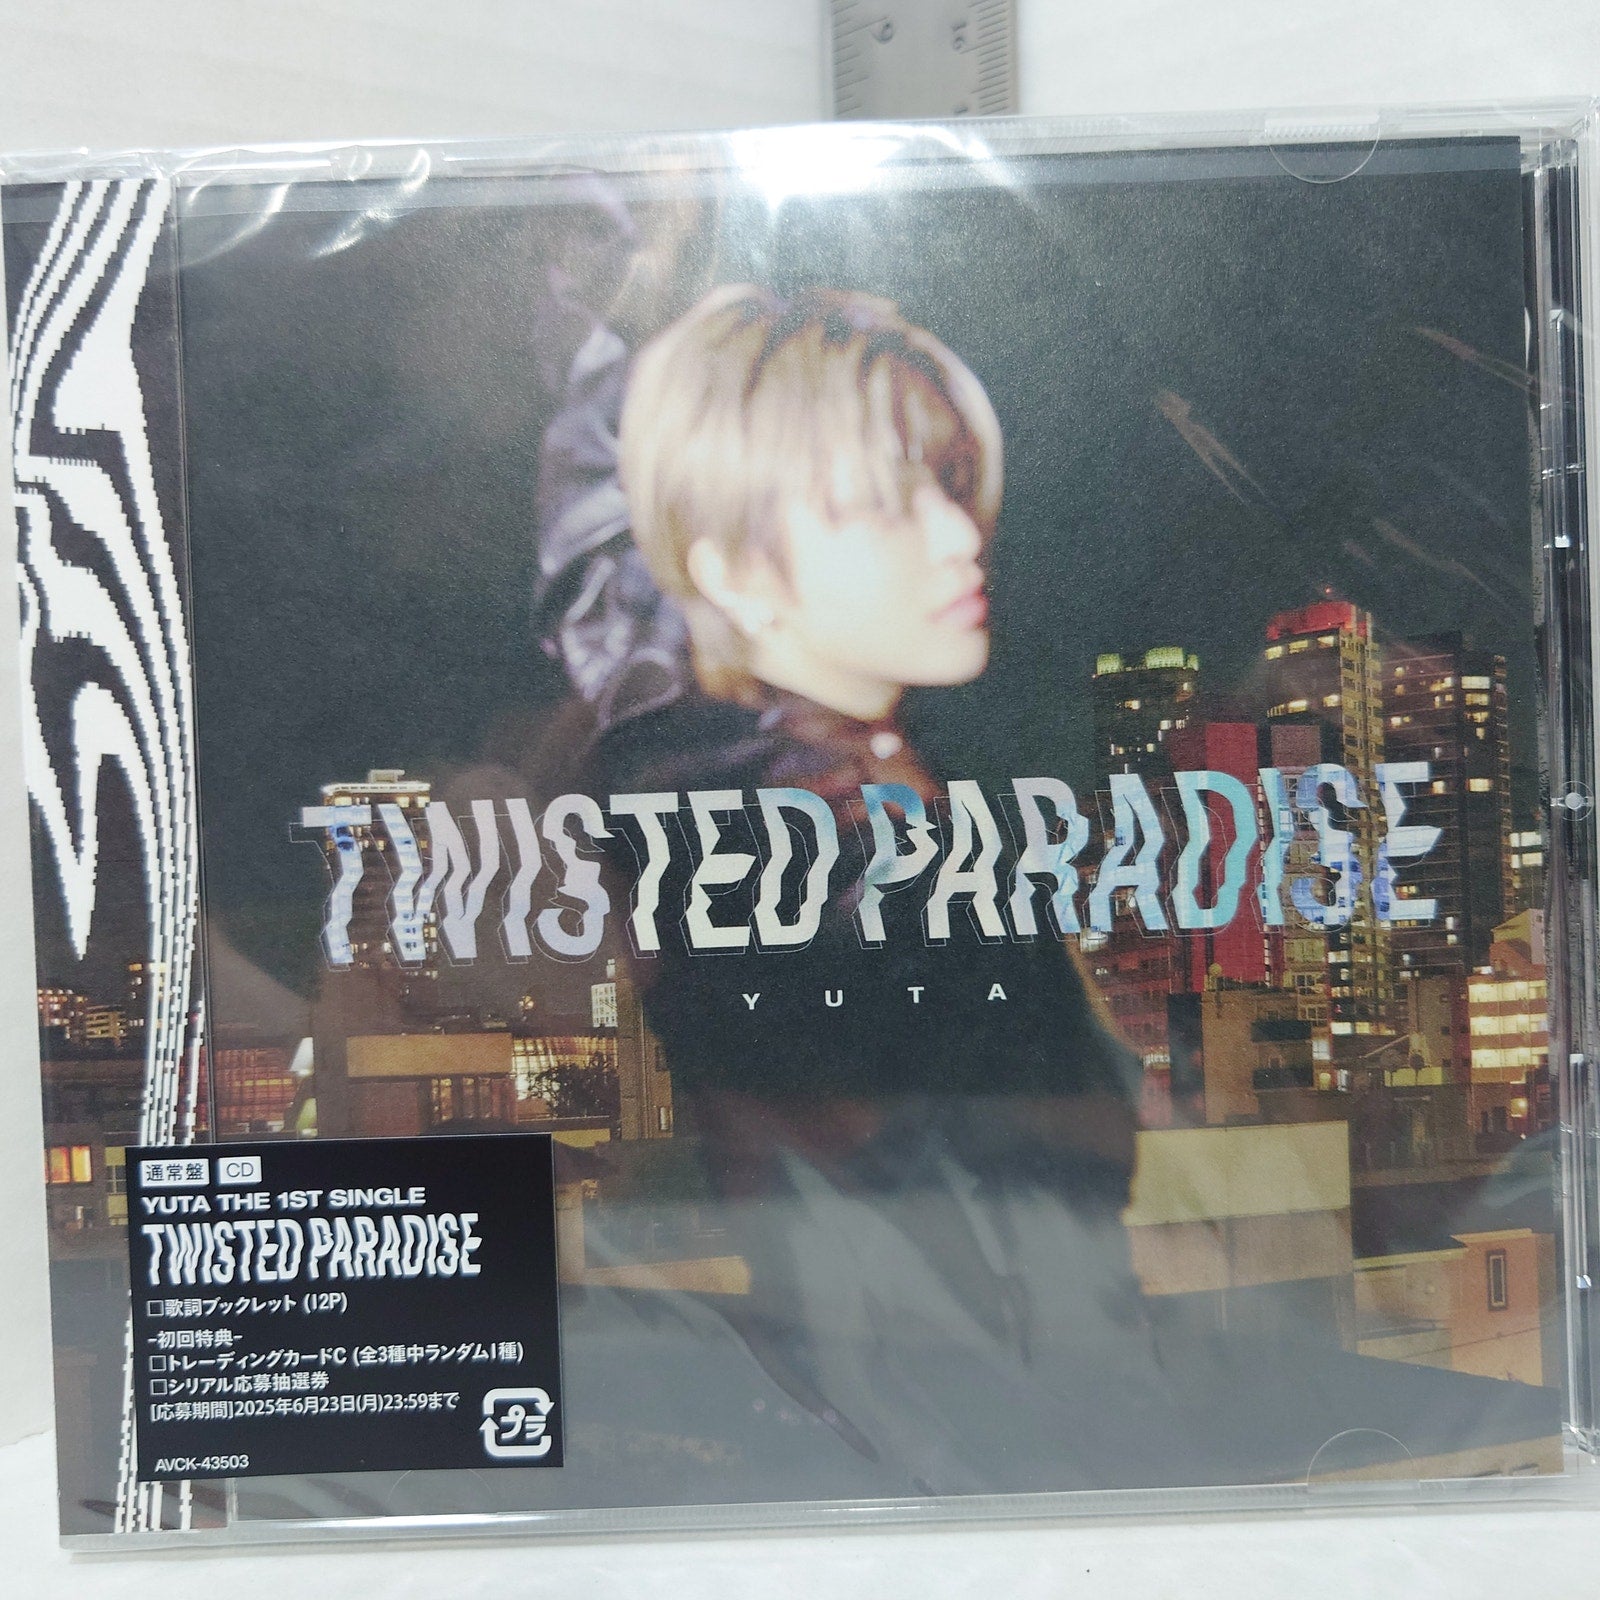 9
16
TWISTED PARADISE
YUTA
通常盤 CD
YUTA THE 1ST SINGLE
TWISTED PARADISE
□歌詞ブックレット (12P)
-初回特典-
□トレーディングカードC (全3種中ランダム1種)
□シリアル応募抽選券
[応募期間]2025年6月23日(月)23:59まで
プラ
AVCK-43503